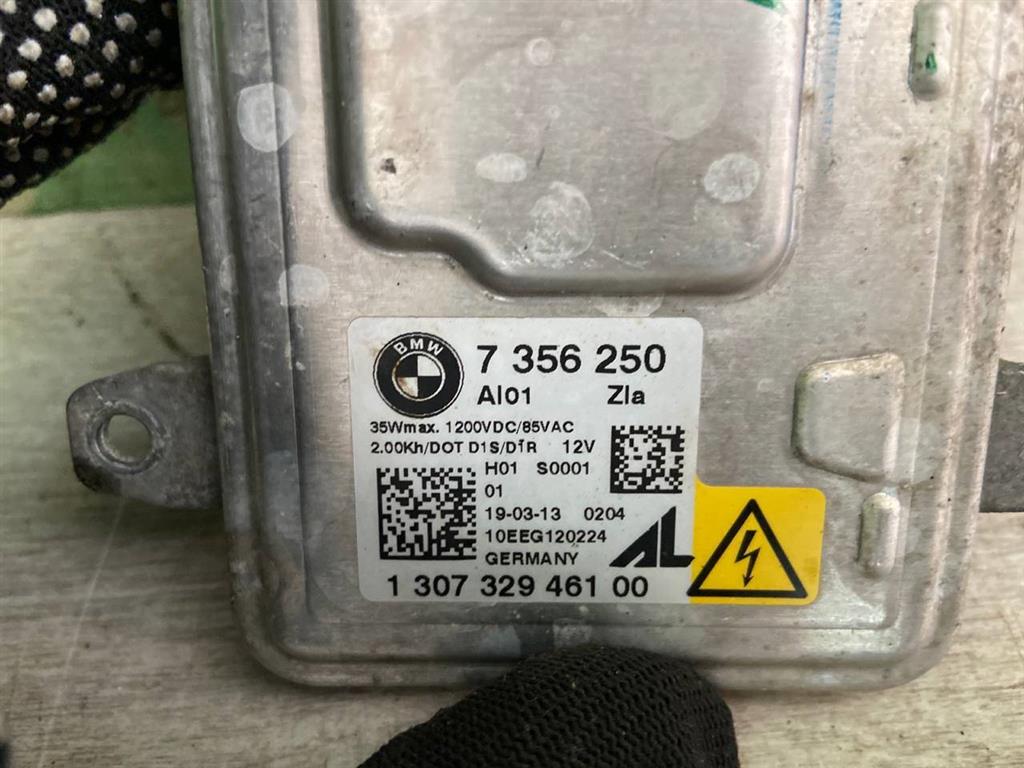 BMW
7 356 250
AI01 ZIa
35Wmax. 1200VDC/85VAC
2.00Kh/DOT D1S/D1R 12V
H01 S0001
01
19-03-13 0204
10EEG120224
GERMANY
AL
1 307 329 461 00